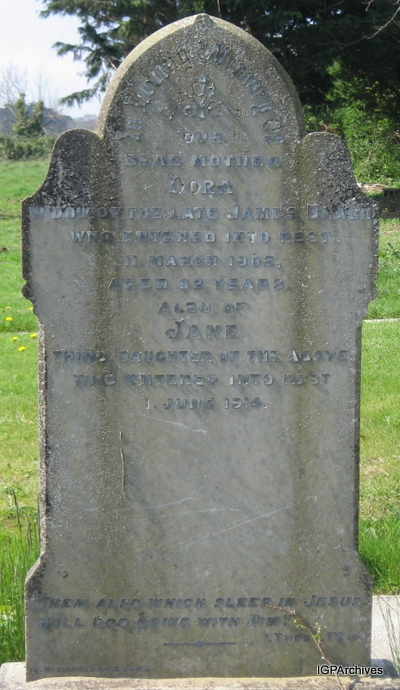 In Loving Memory Of
OUR
DEAR MOTHER
DORA
WIDOW OF THE LATE JAMES
WHO ENTERED INTO REST
11 MARCH 1902,
AGED 82 YEARS.
ALSO OF
JANE
THIRD DAUGHTER OF THE ABOVE
WHO ENTERED INTO REST
1. JUNE 1914.
THEM ALSO WHICH SLEEP IN JESUS
WILL GOD BRING WITH HIM.
IGPArchives